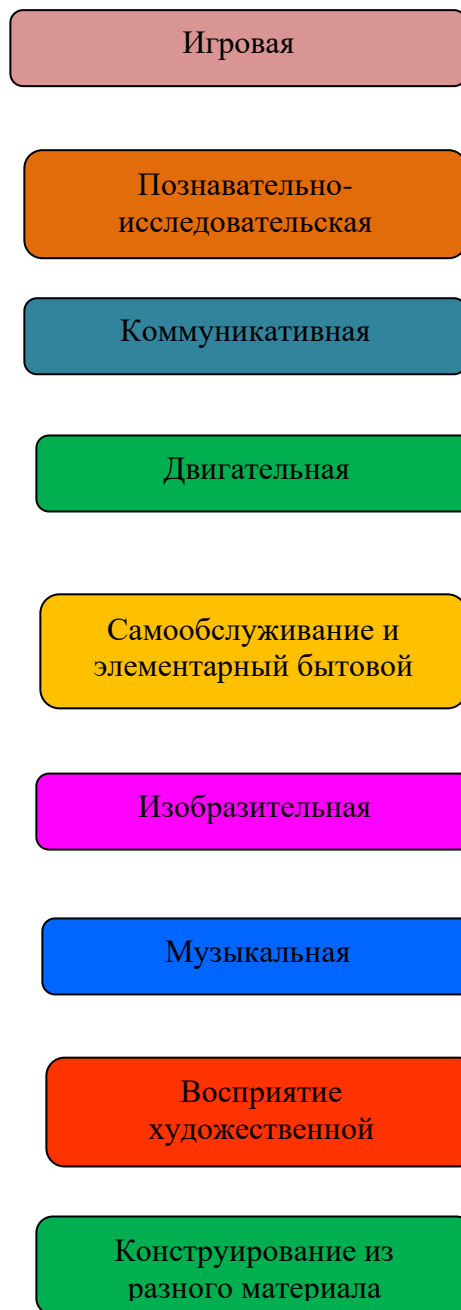 Игровая
Познавательно-
исследовательская
Коммуникативная
Двигательная
Самообслуживание и
элементарный бытовой
Изобразительная
Музыкальная
Восприятие
художественной
Конструирование из
разного материала